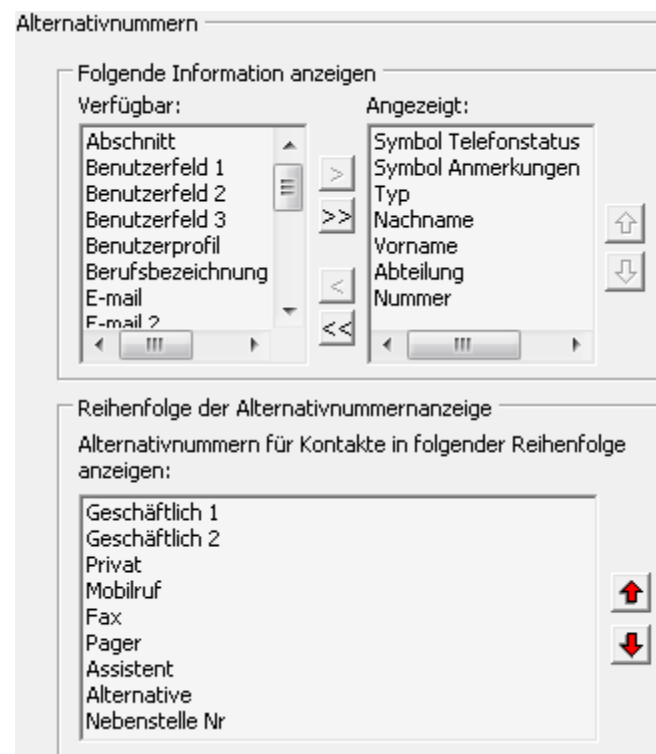 Alternativnummern
Folgende Information anzeigen
Verfügbar:
Abschnitt
Benutzerfeld 1
Benutzerfeld 2
Benutzerfeld 3
Benutzerprofil
Berufsbezeichnung
E-mail
E-mail 2
>
>>
<
<<
Angezeigt:
Symbol Telefonstatus
Symbol Anmerkungen
Typ
Nachname
Vorname
Abteilung
Nummer
Reihenfolge der Alternativnummernanzeige
Alternativnummern für Kontakte in folgender Reihenfolge
anzeigen:
Geschäftlich 1
Geschäftlich 2
Privat
Mobilruf
Fax
Pager
Assistent
Alternative
Nebenstelle Nr